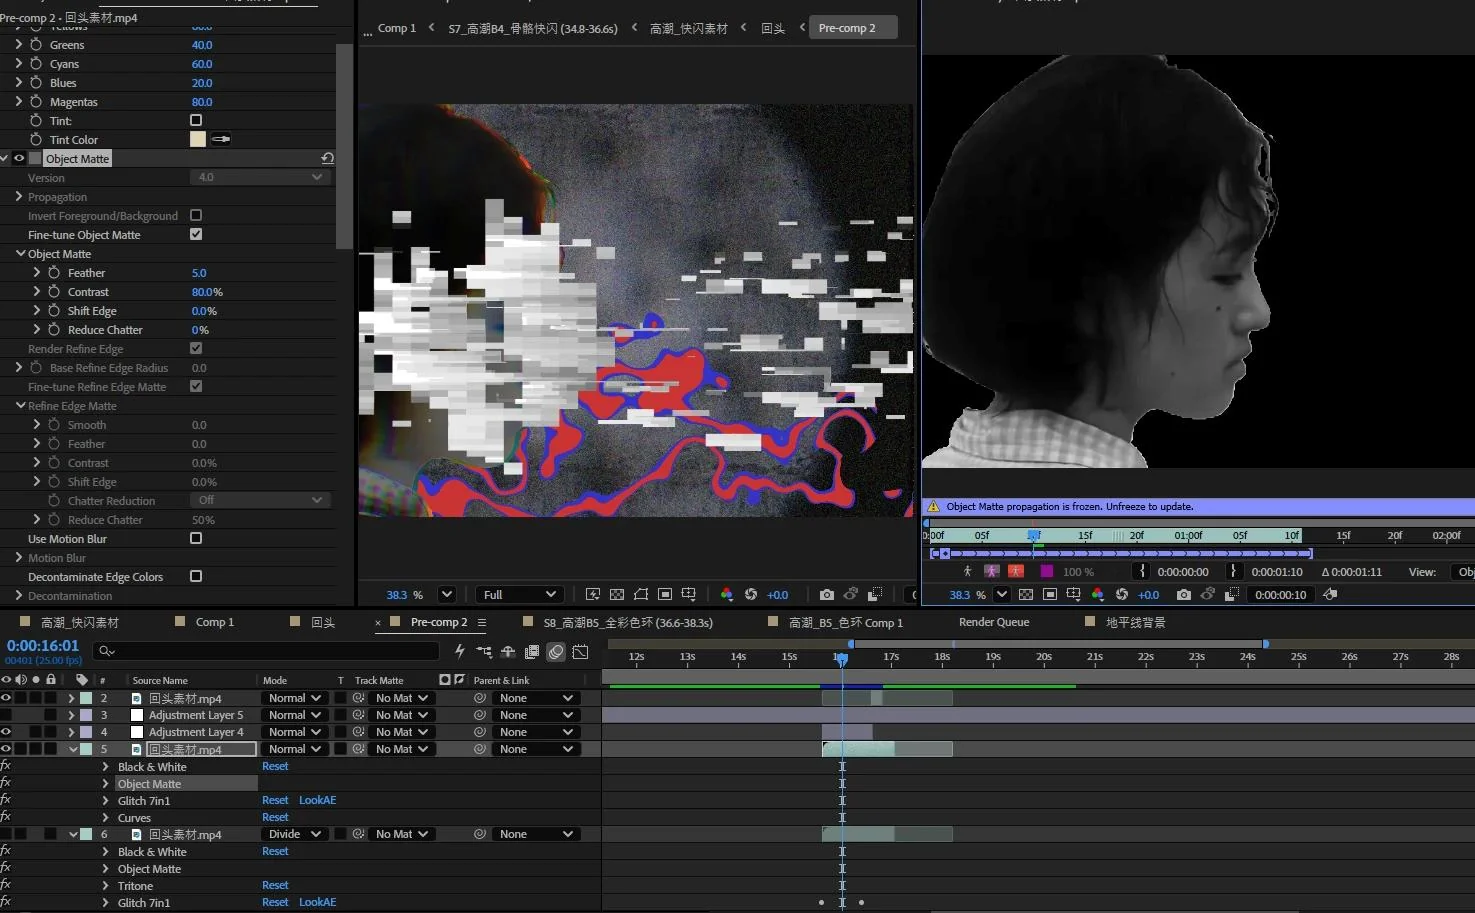 Pre-comp 2 • 回头素材.mp4
Yellows 60.0
Greens 40.0
Cyans 60.0
Blues 20.0
Magentas 80.0
Tint:
Tint Color
Object Matte
Version 4.0
Propagation
Invert Foreground/Background
Fine-tune Object Matte
Object Matte
Feather 5.0
Contrast 80.0%
Shift Edge 0.0%
Reduce Chatter 0%
Render Refine Edge
Base Refine Edge Radius 0.0
Fine-tune Refine Edge Matte
Refine Edge Matte
Smooth 0.0
Feather 0.0
Contrast 0.0%
Shift Edge 0.0%
Chatter Reduction Off
Reduce Chatter 50%
Use Motion Blur
Motion Blur
Decontaminate Edge Colors
Decontamination
... Comp 1 S7_高潮B4_骨骼快闪 (34.8-36.6s) 高潮_快闪素材 回头 Pre-comp 2
38.3 % Full +0.0
Object Matte propagation is frozen. Unfreeze to update.
05f 20f 01:00f 05f 10f 15f 20f 02:00f
100 % 0:00:00:00 0:00:01:10 Δ 0:00:01:11 View:
38.3 % +0.0 0:00:00:10
高潮_快闪素材 Comp 1 回头 × Pre-comp 2 S8_高潮B5_全彩色环 (36.6-38.3s) 高潮_B5_色环 Comp 1 Render Queue 地平线背景
0:00:16:01
00401 (25.00 fps)
12s 13s 14s 15s 17s 18s 19s 20s 21s 22s 23s 24s 25s 26s 27s 28s
# Source Name Mode T Track Matte Parent & Link
2 回头素材.mp4 Normal No Mat None
3 Adjustment Layer 5 Normal No Mat None
4 Adjustment Layer 4 Normal No Mat None
5 回头素材.mp4 Normal No Mat None
fx Black & White Reset
fx Object Matte
fx Glitch 7in1 Reset LookAE
fx Curves Reset
6 回头素材.mp4 Divide No Mat None
fx Black & White Reset
fx Object Matte
fx Tritone Reset
fx Glitch 7in1 Reset LookAE